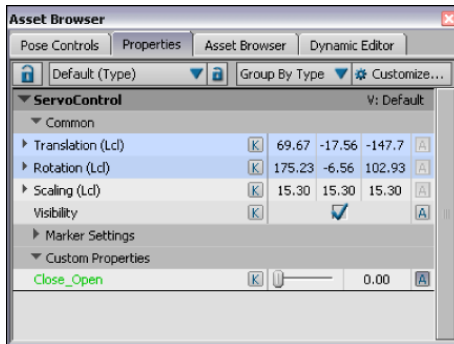 Asset Browser
Pose Controls Properties Asset Browser Dynamic Editor
Default (Type) Group By Type Customize...
ServoControl V: Default
Common
Translation (Lcl) K 69.67 -17.56 -147.7 A
Rotation (Lcl) K 175.23 -6.56 102.93 A
Scaling (Lcl) K 15.30 15.30 15.30 A
Visibility K A
Marker Settings
Custom Properties
Close_Open K 0.00 A